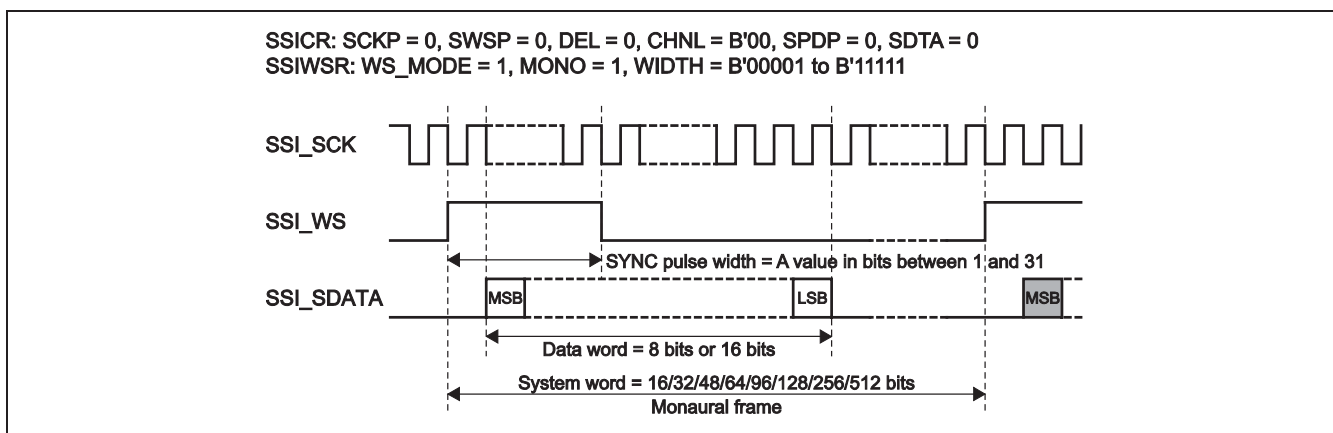 SSICR: SCKP = 0, SWSP = 0, DEL = 0, CHNL = B'00, SPDP = 0, SDTA = 0
SSIWSR: WS_MODE = 1, MONO = 1, WIDTH = B'00001 to B'11111
SSI_SCK
SSI_WS
SYNC pulse width = A value in bits between 1 and 31
SSI_SDATA
MSB
LSB
MSB
Data word = 8 bits or 16 bits
System word = 16/32/48/64/96/128/256/512 bits
Monaural frame